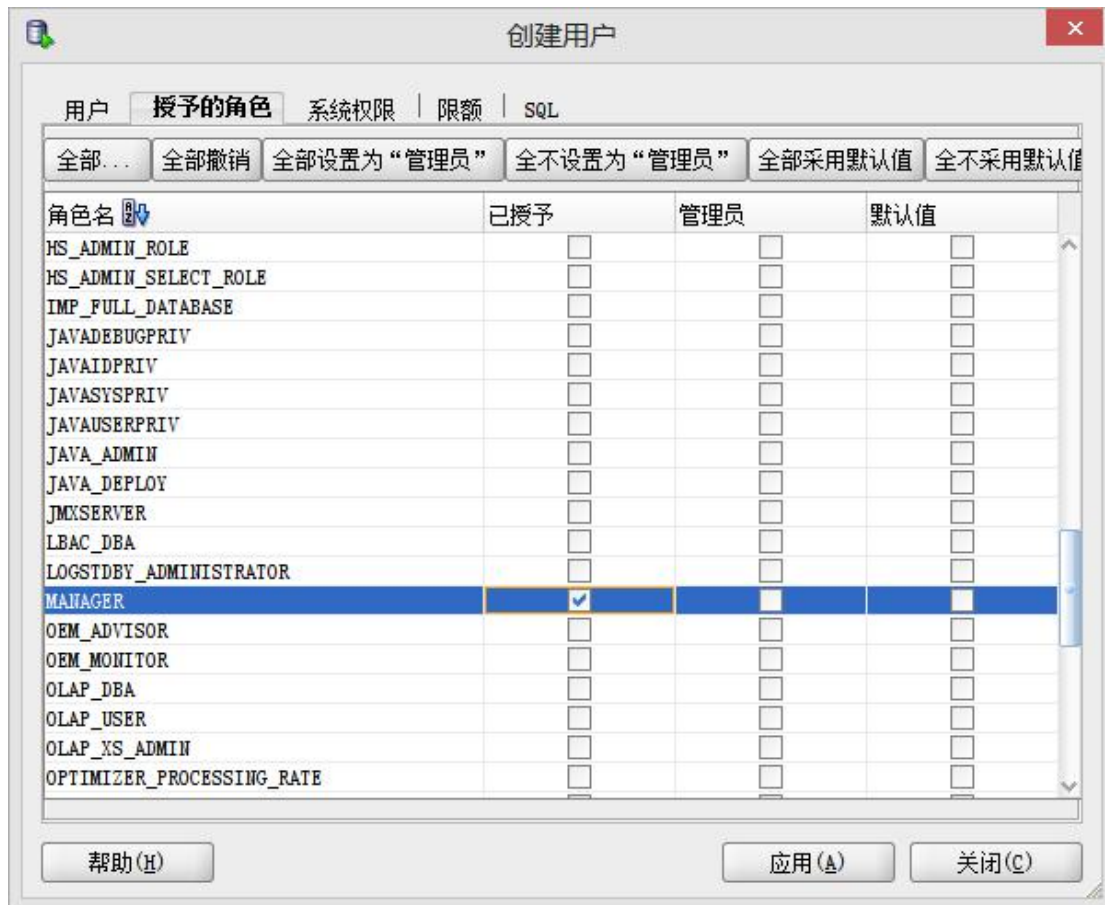 创建用户
用户 授予的角色 系统权限 限额 SQL
全部... 全部撤销 全部设置为“管理员” 全不设置为“管理员” 全部采用默认值 全不采用默认值
角色名 已授予 管理员 默认值
HS_ADMIN_ROLE
HS_ADMIN_SELECT_ROLE
IMP_FULL_DATABASE
JAVADEBUGPRIV
JAVAIDPRIV
JAVASYSPRIV
JAVAUSERPRIV
JAVA_ADMIN
JAVA_DEPLOY
JMXSERVER
LBAC_DBA
LOGSTDBY_ADMINISTRATOR
MANAGER
OEM_ADVISOR
OEM_MONITOR
OLAP_DBA
OLAP_USER
OLAP_XS_ADMIN
OPTIMIZER_PROCESSING_RATE
帮助(H) 应用(A) 关闭(C)